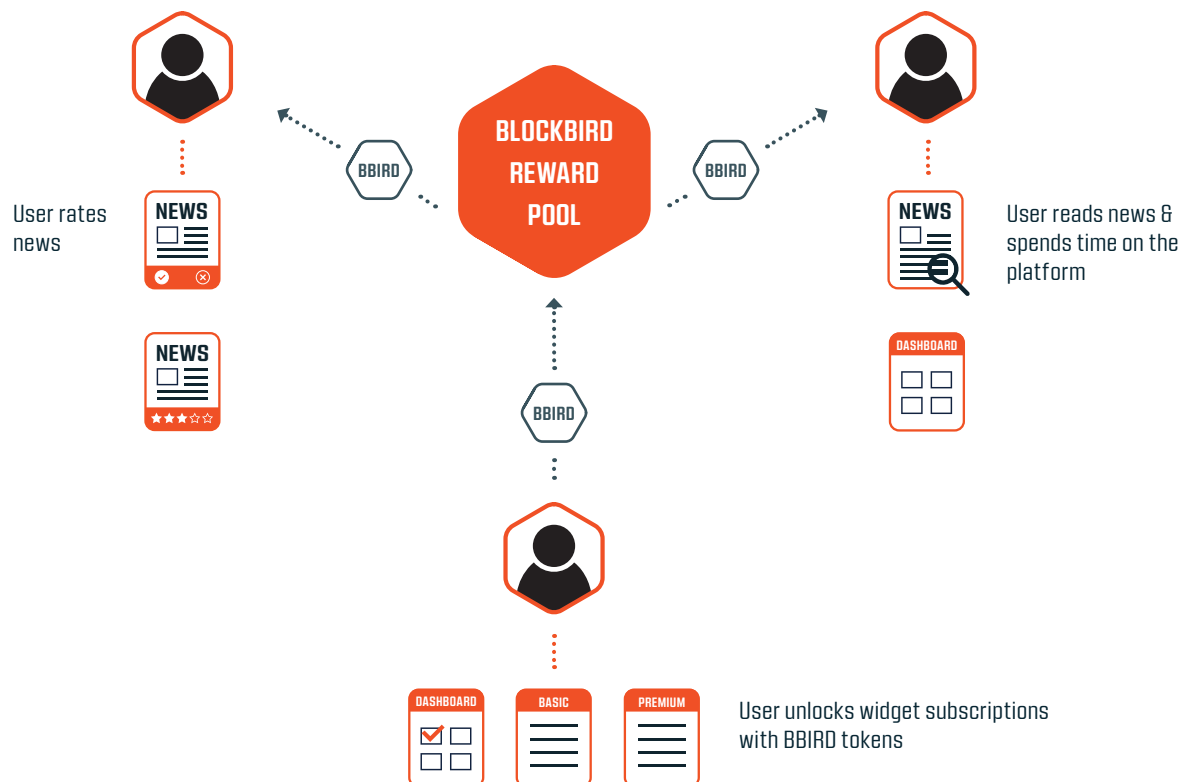 BLOCKBIRD
REWARD
POOL
BBIRD
BBIRD
User rates
news
NEWS
NEWS
NEWS
User reads news &
spends time on the
platform
DASHBOARD
BBIRD
DASHBOARD
BASIC
PREMIUM
User unlocks widget subscriptions
with BBIRD tokens